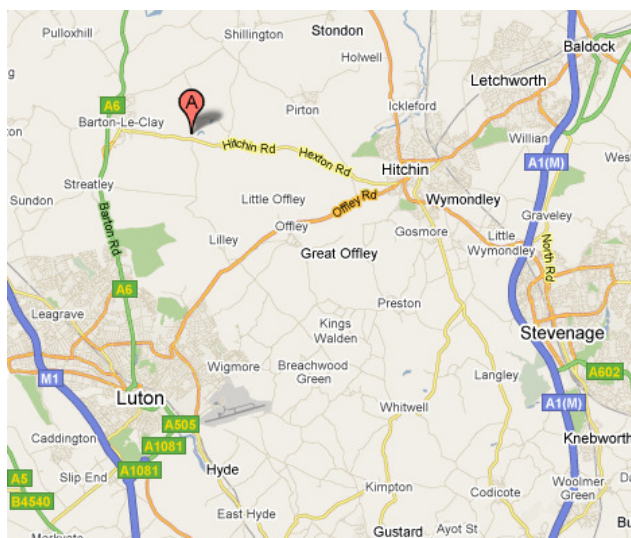 Pulloxhill
Shillington
Stondon
Holwell
Baldock
Letchworth
A6
A
Barton-Le-Clay
Pirton
Ickleford
Willian
Hitchin Rd
Hexton Rd
Hitchin
A1(M)
West
Streatley
Sundon
Barton Rd
Little Offley
Offley Rd
Wymondley
Graveley
Lilley
Offley
Gosmore
Little
Wymondley
North Rd
Great Offley
A6
Leagrave
Preston
Kings
Walden
Stevenage
Wigmore
Breachwood
Green
Langley
A602
M1
Luton
Whitwell
A1(M)
A505
Caddington
A1081
Knebworth
A5
Slip End
A1081
Hyde
Woolmer
Green
B4540
Kimpton
Codicote
East Hyde
Gustard
Ayot St
Bu
Markyate